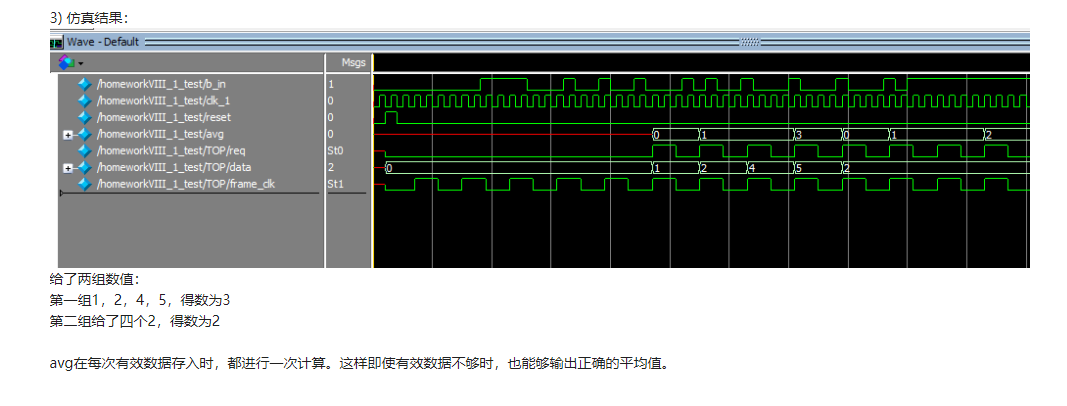 3) 仿真结果：
Wave - Default
Msgs
/homeworkVIII_1_test/b_in 1
/homeworkVIII_1_test/clk_1 0
/homeworkVIII_1_test/reset 0
/homeworkVIII_1_test/avg 0 0 1 3 0 1 2
/homeworkVIII_1_test/TOP/req St0
/homeworkVIII_1_test/TOP/data 2 0 1 2 4 5 2
/homeworkVIII_1_test/TOP/frame_clk St1
给了两组数值：
第一组1，2，4，5，得数为3
第二组给了四个2，得数为2
avg在每次有效数据存入时，都进行一次计算。这样即使有效数据不够时，也能够输出正确的平均值。